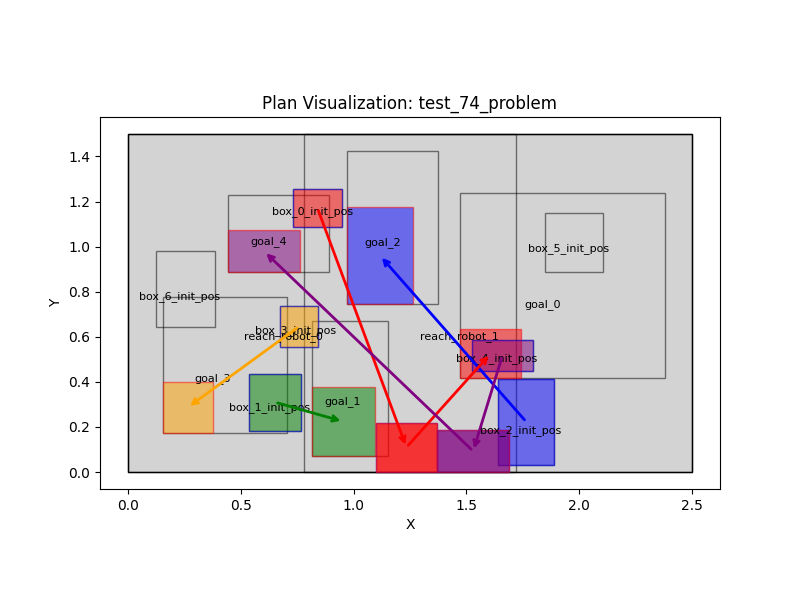 Plan Visualization: test_74_problem
1.4
1.2
1.0
0.8
0.6
0.4
0.2
0.0
Y
box_0_init_pos
goal_4
goal_2
box_5_init_pos
box_6_init_pos
goal_0
box_3_init_pos
reach_robot_0
reach_robot_1
box_4_init_pos
goal_3
goal_1
box_1_init_pos
box_2_init_pos
0.0
0.5
1.0
1.5
2.0
2.5
X